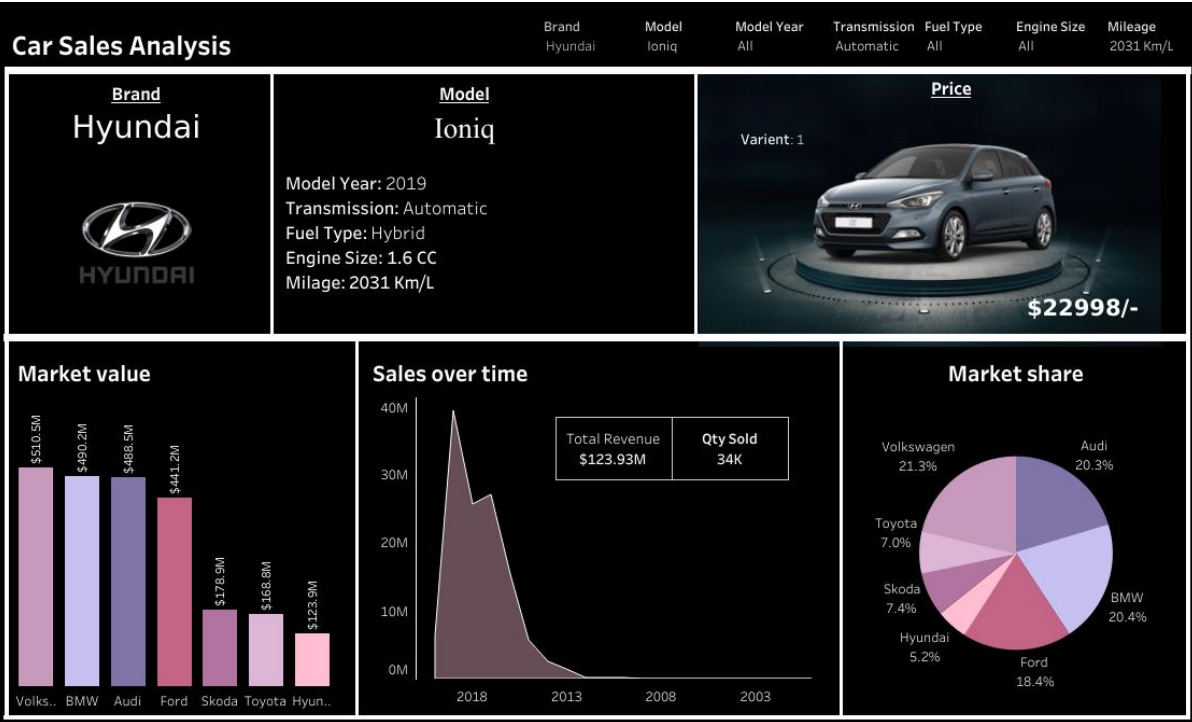 Car Sales Analysis
Brand
Hyundai
Model
Ioniq
Model Year
All
Transmission
Automatic
Fuel Type
All
Engine Size
All
Mileage
2031 Km/L
Brand
Hyundai
HYUNDAI
Model
Ioniq
Model Year: 2019
Transmission: Automatic
Fuel Type: Hybrid
Engine Size: 1.6 CC
Milage: 2031 Km/L
Price
Varient: 1
$22998/-
Market value
$510.5M
$490.2M
$488.5M
$441.2M
$178.9M
$168.8M
$123.9M
Volks..
BMW
Audi
Ford
Skoda
Toyota
Hyun..
Sales over time
40M
30M
20M
10M
0M
Total Revenue
$123.93M
Qty Sold
34K
2018
2013
2008
2003
Market share
Volkswagen
21.3%
Audi
20.3%
Toyota
7.0%
Skoda
7.4%
BMW
20.4%
Hyundai
5.2%
Ford
18.4%